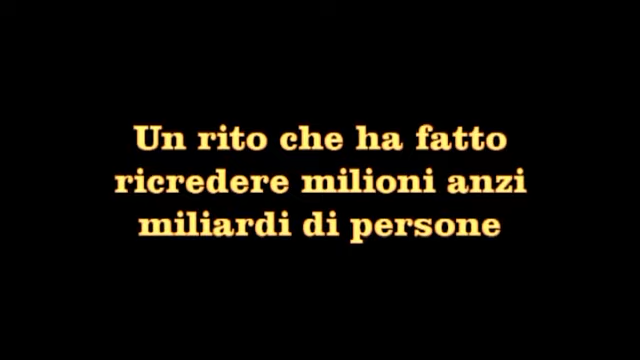 Un rito che ha fatto
ricredere milioni anzi
miliardi di persone